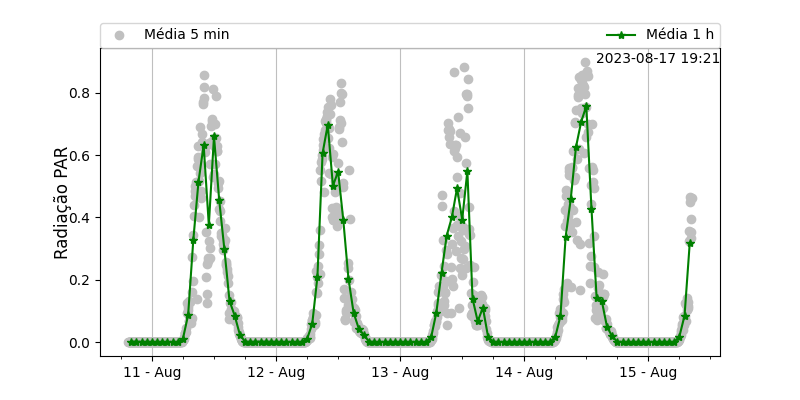 Média 5 min
Média 1 h
2023-08-17 19:21
Radiação PAR
0.8
0.6
0.4
0.2
0.0
11 - Aug
12 - Aug
13 - Aug
14 - Aug
15 - Aug